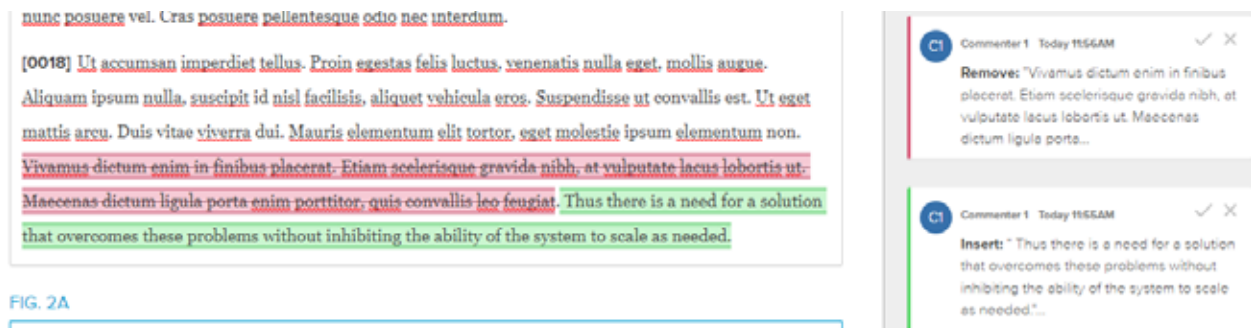 nunc posuere vel. Cras posuere pellentesque odio nec interdum.
[0018] Ut accumsan imperdiet tellus. Proin egestas felis luctus, venenatis nulla eget, mollis augue.
Aliquam ipsum nulla, suscipit id nisl facilisis, aliquet vehicula eros. Suspendisse ut convallis est. Ut eget
mattis arcu. Duis vitae viverra dui. Mauris elementum elit tortor, eget molestie ipsum elementum non.
Vivamus dictum enim in finibus placerat. Etiam scelerisque gravida nibh, at vulputate lacus lobortis ut.
Maecenas dictum ligula porta enim porttitor, quis convallis leo feugiat. Thus there is a need for a solution
that overcomes these problems without inhibiting the ability of the system to scale as needed.
FIG. 2A
C1 Commenter 1 Today 11:56AM
Remove: "Vivamus dictum enim in finibus
placerat. Etiam scelerisque gravida nibh, at
vulputate lacus lobortis ut. Maecenas
dictum ligula porta...
C1 Commenter 1 Today 11:55AM
Insert: " Thus there is a need for a solution
that overcomes these problems without
inhibiting the ability of the system to scale
as needed."...